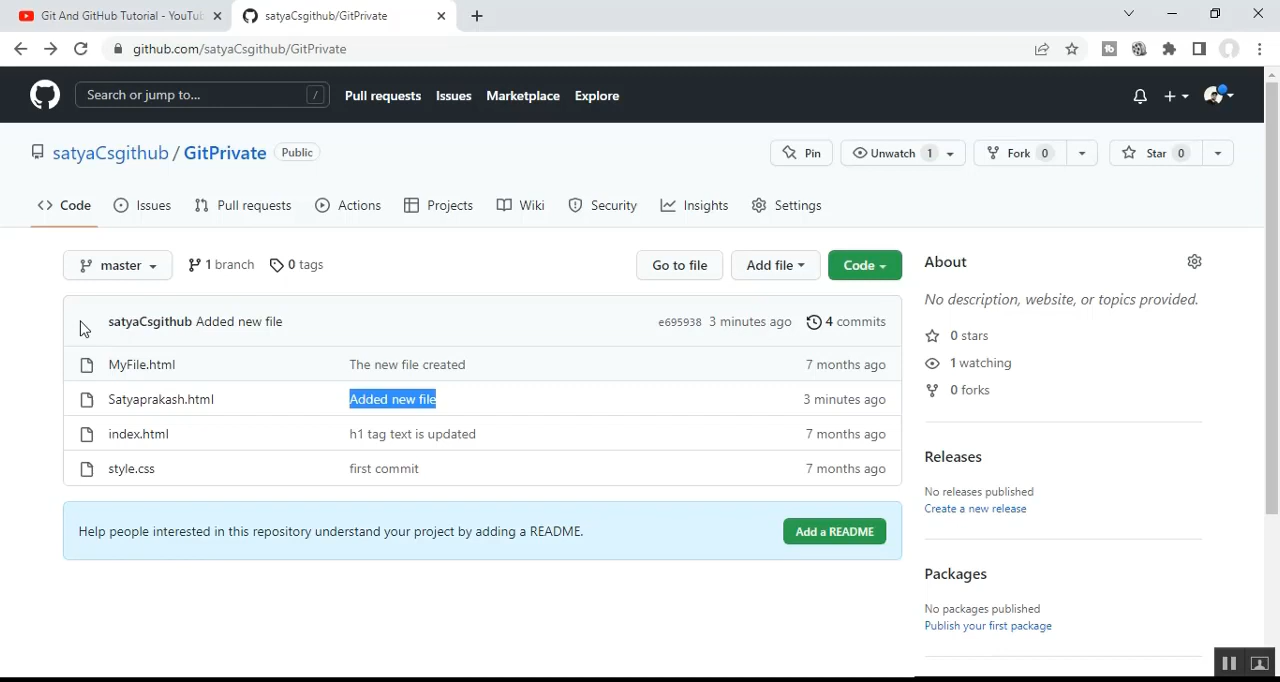 Git And GitHub Tutorial - YouTu
satyaCsgithub/GitPrivate
github.com/satyaCsgithub/GitPrivate
Search or jump to... /
Pull requests Issues Marketplace Explore
satyaCsgithub / GitPrivate Public
Pin Unwatch 1 Fork 0 Star 0
Code Issues Pull requests Actions Projects Wiki Security Insights Settings
master 1 branch 0 tags Go to file Add file Code
satyaCsgithub Added new file e695938 3 minutes ago 4 commits
MyFile.html The new file created 7 months ago
Satyaprakash.html Added new file 3 minutes ago
index.html h1 tag text is updated 7 months ago
style.css first commit 7 months ago
Help people interested in this repository understand your project by adding a README. Add a README
About
No description, website, or topics provided.
0 stars
1 watching
0 forks
Releases
No releases published
Create a new release
Packages
No packages published
Publish your first package